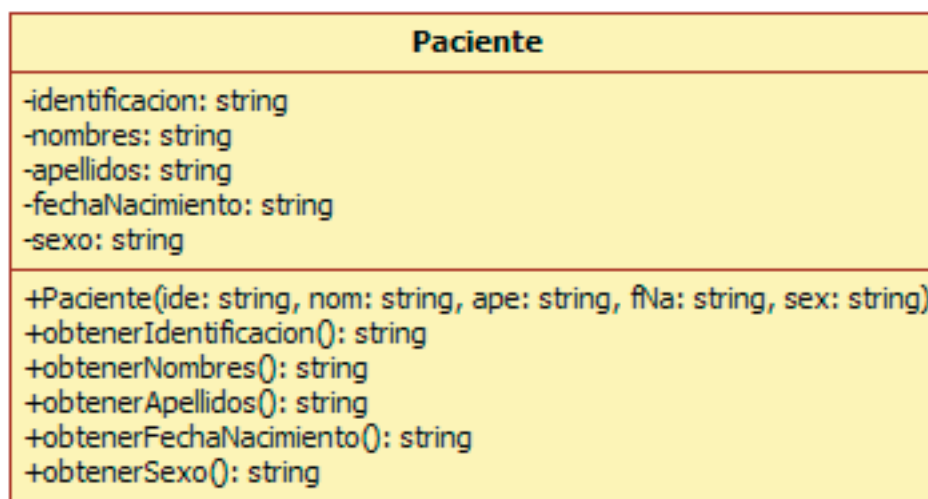 Paciente
-identificacion: string
-nombres: string
-apellidos: string
-fechaNacimiento: string
-sexo: string
+Paciente(ide: string, nom: string, ape: string, fNa: string, sex: string)
+obtenerIdentificacion(): string
+obtenerNombres(): string
+obtenerApellidos(): string
+obtenerFechaNacimiento(): string
+obtenerSexo(): string